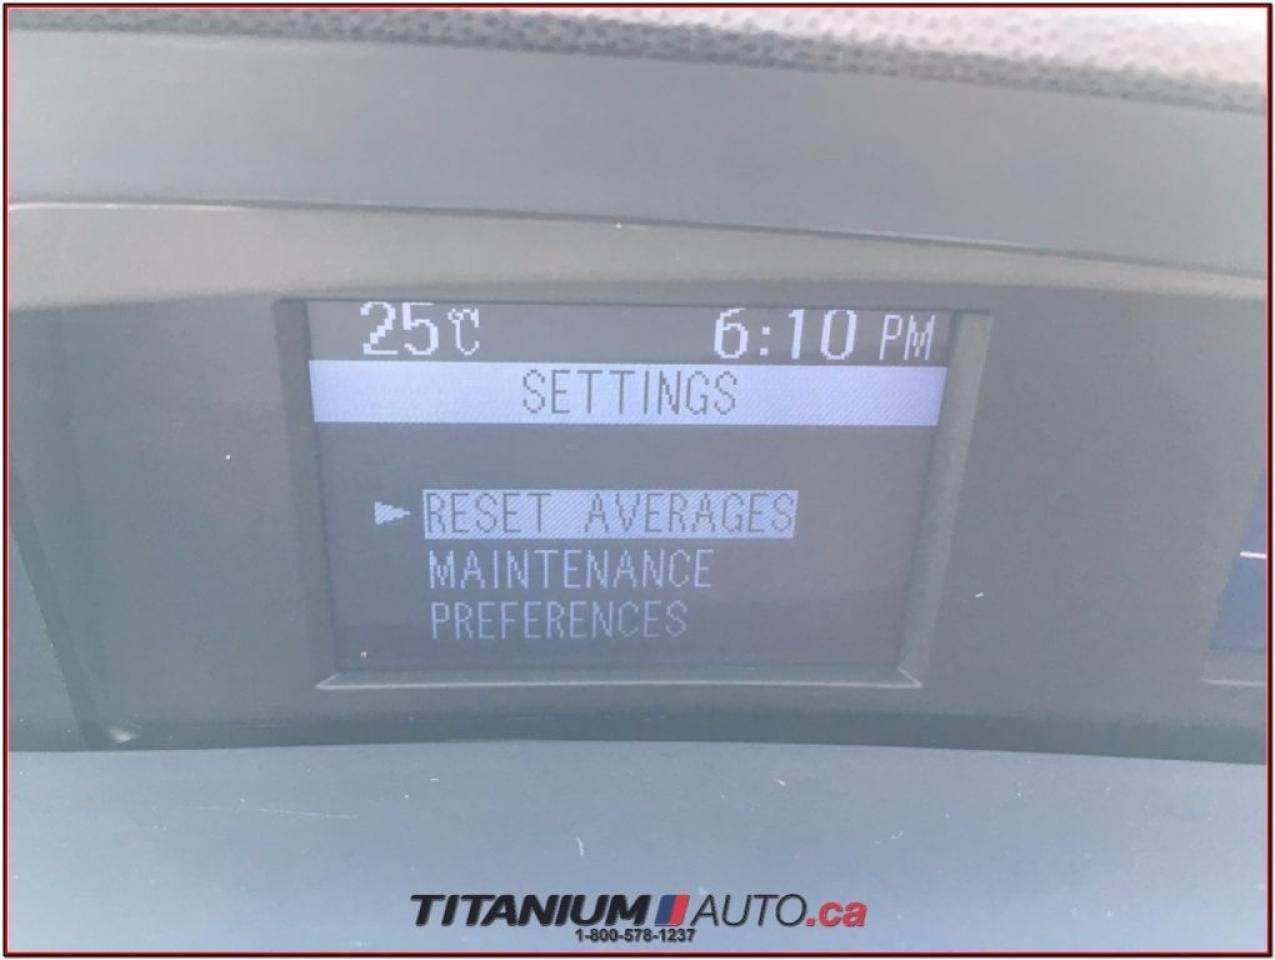 25°C 6:10 PM
SETTINGS
RESET AVERAGES
MAINTENANCE
PREFERENCES
TITANIUM AUTO.ca
1-800-578-1237